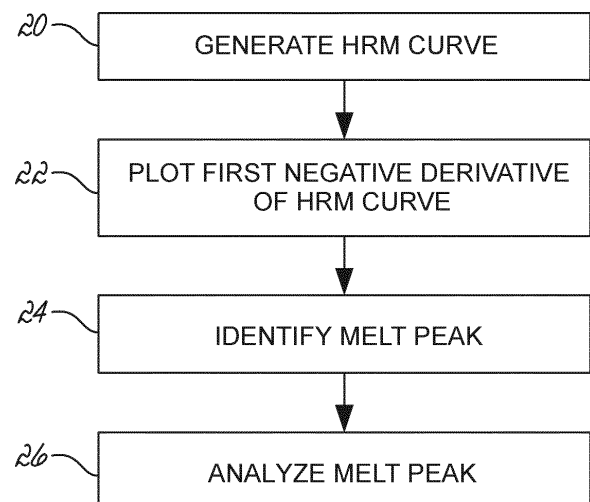 20
GENERATE HRM CURVE
22
PLOT FIRST NEGATIVE DERIVATIVE
OF HRM CURVE
24
IDENTIFY MELT PEAK
26
ANALYZE MELT PEAK